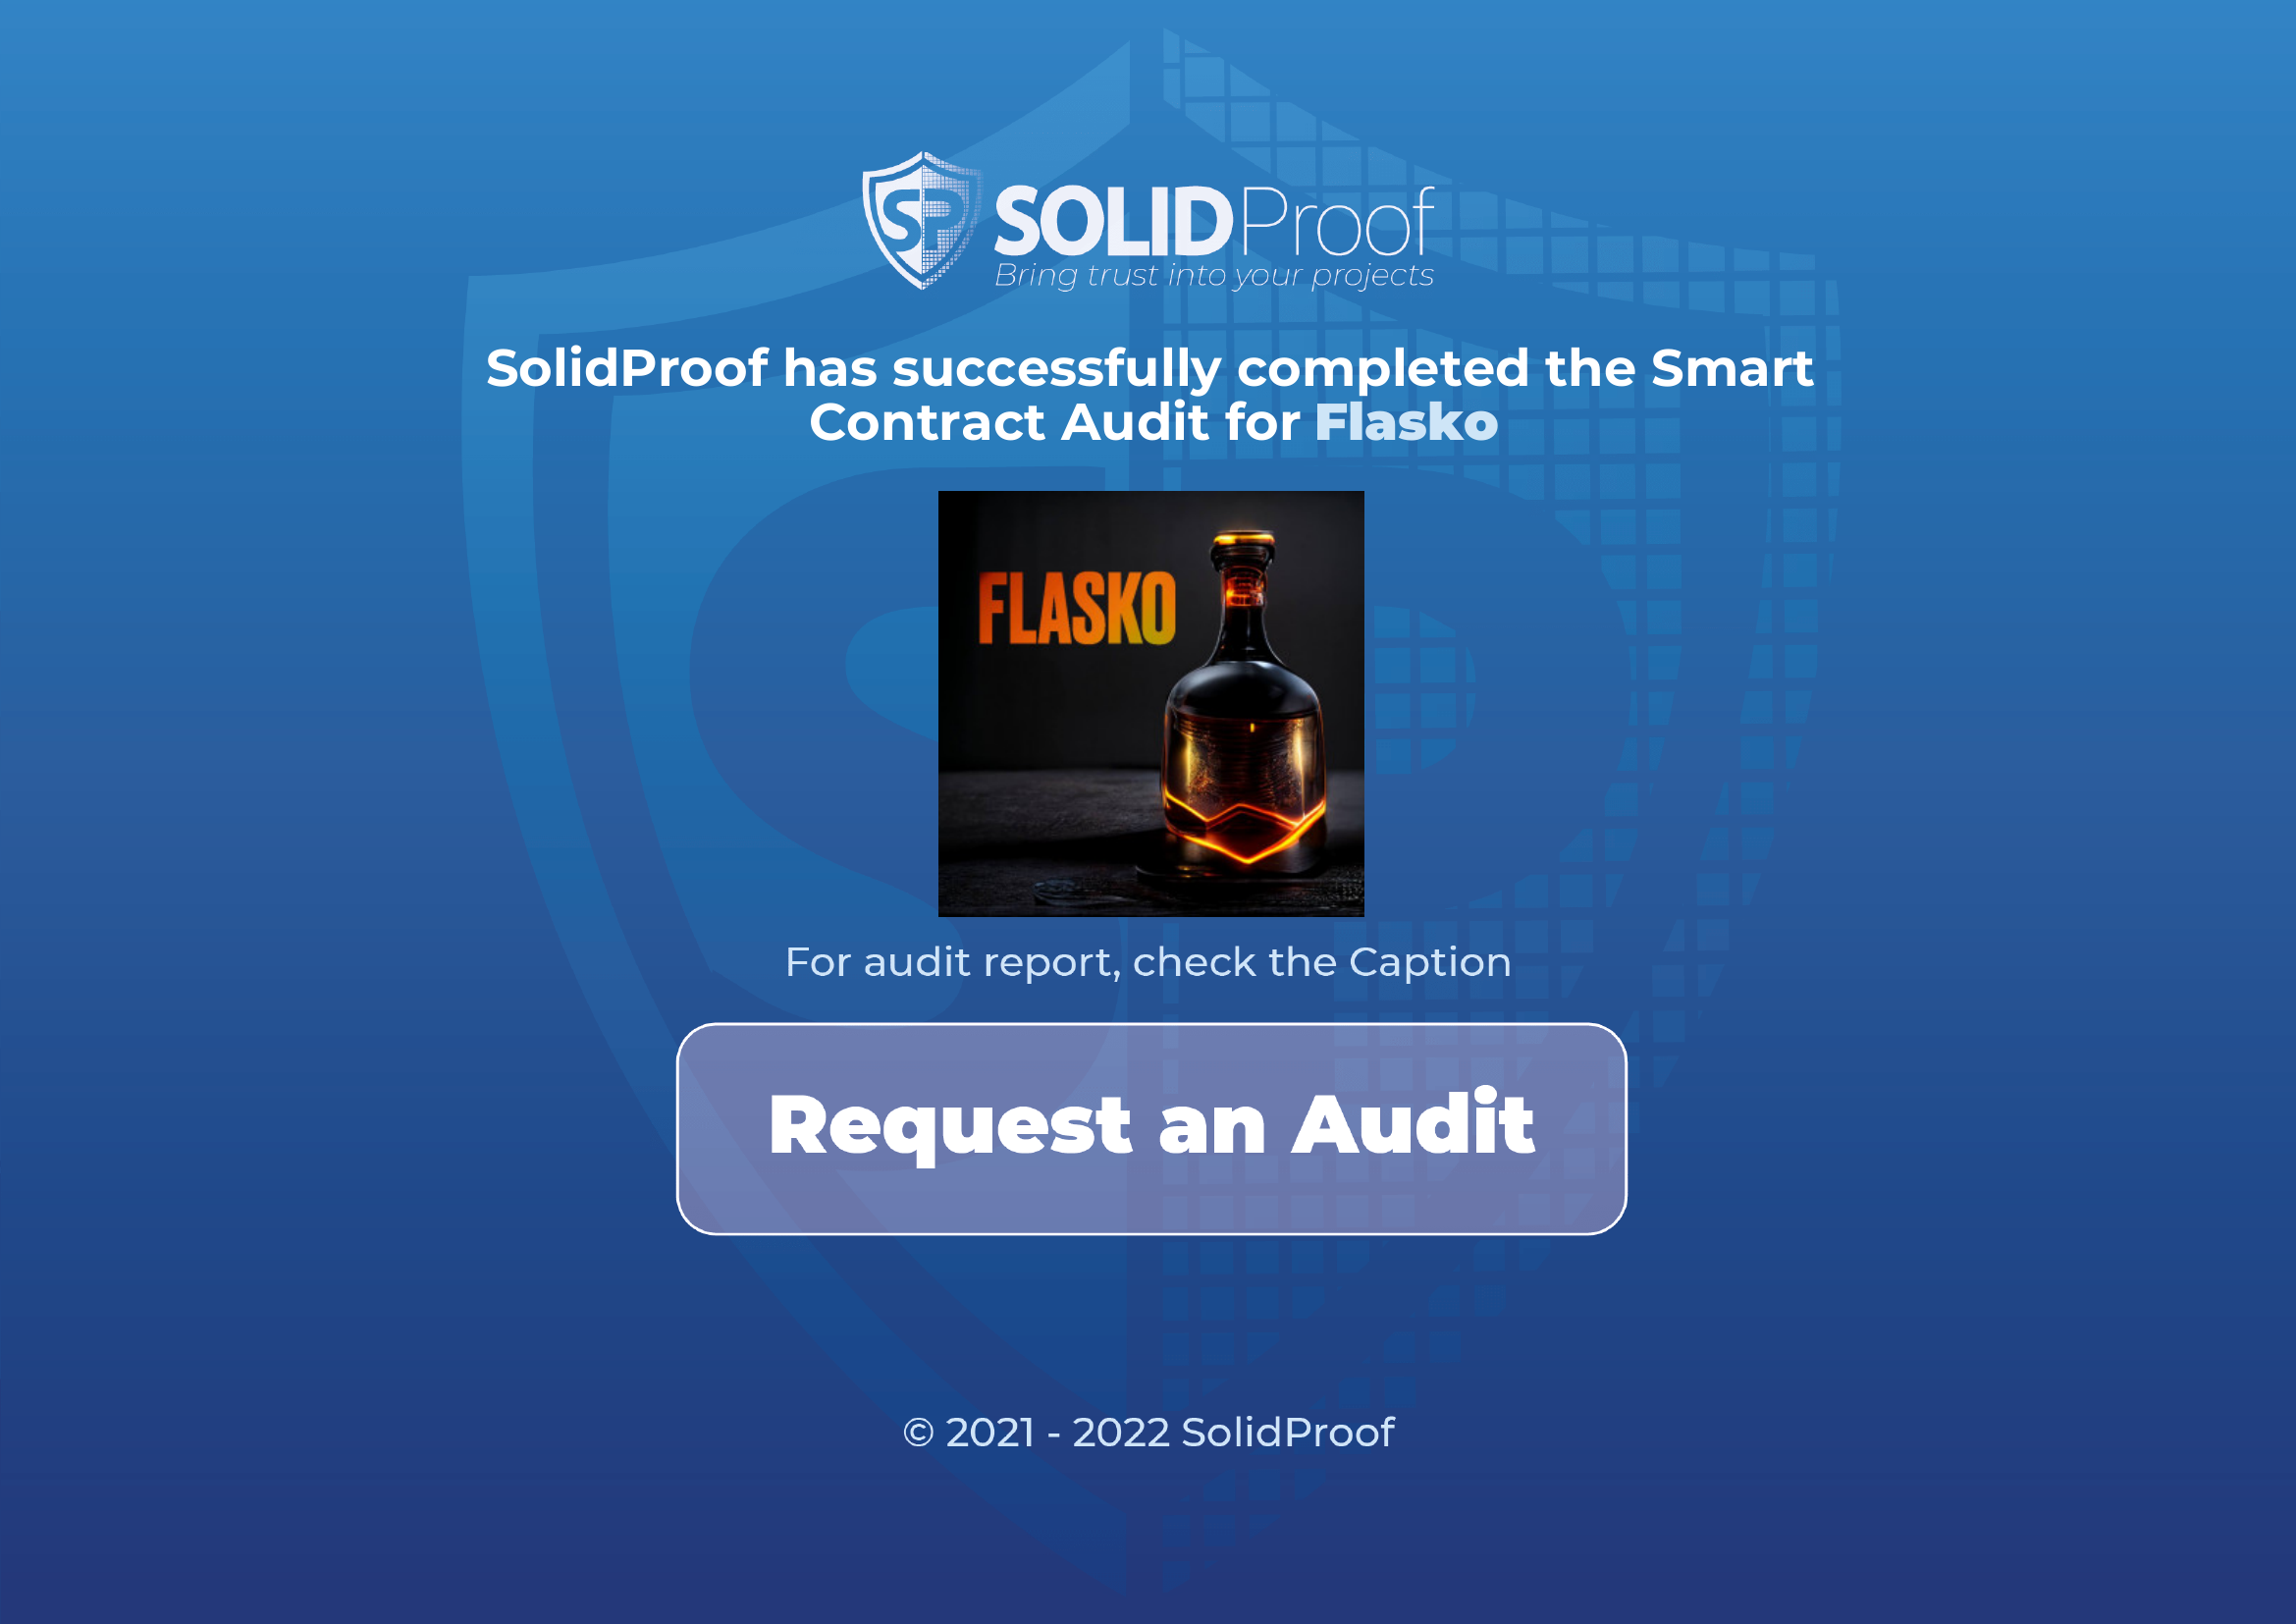 SP SOLIDProof
Bring trust into your projects
SolidProof has successfully completed the Smart
Contract Audit for Flasko
FLASKO
For audit report, check the Caption
Request an Audit
© 2021 - 2022 SolidProof